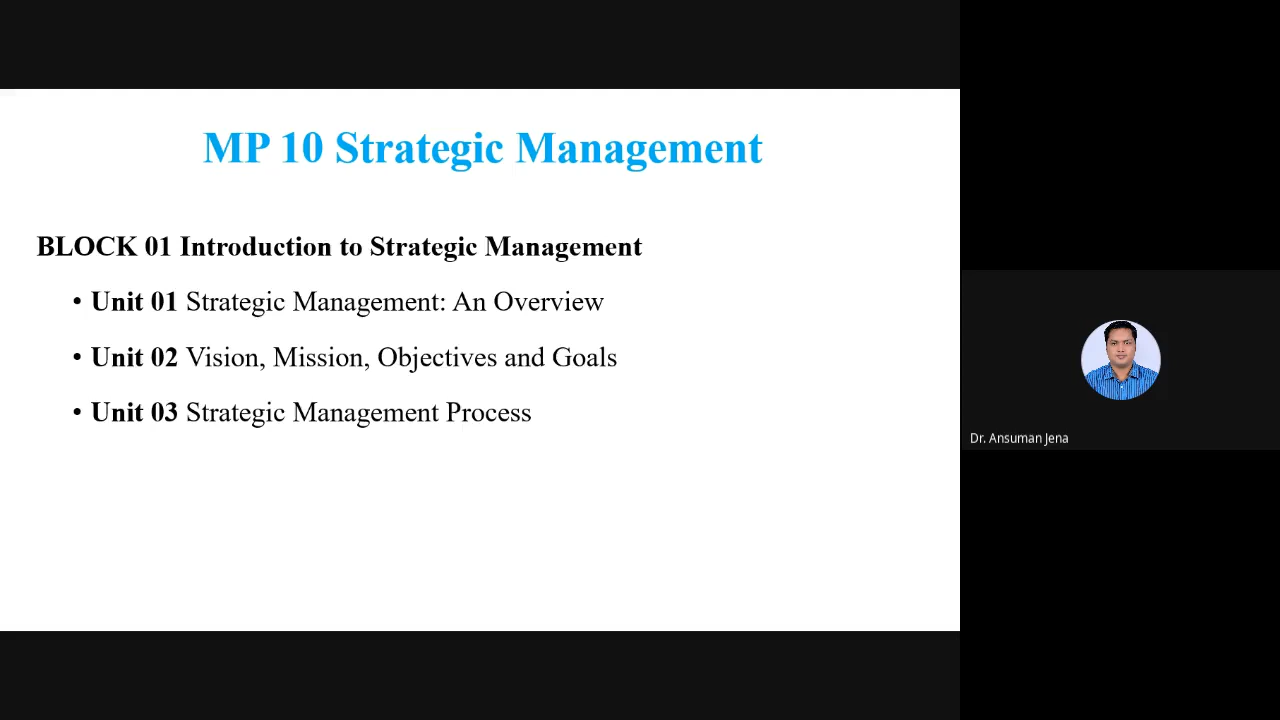 MP 10 Strategic Management
BLOCK 01 Introduction to Strategic Management
• Unit 01 Strategic Management: An Overview
• Unit 02 Vision, Mission, Objectives and Goals
• Unit 03 Strategic Management Process
Dr. Ansuman Jena